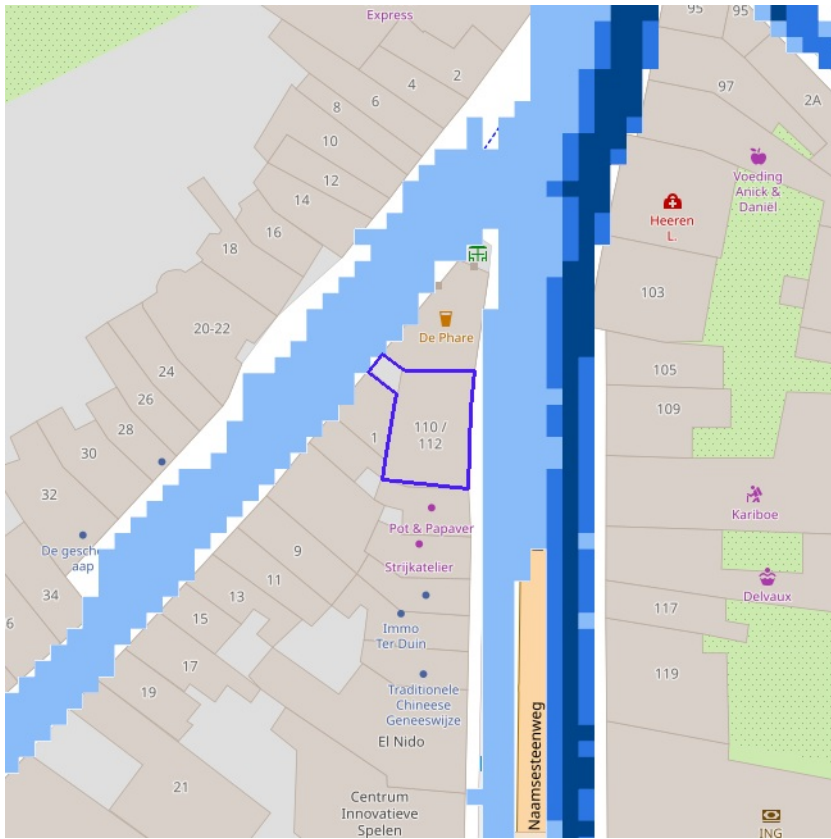 Express
95
95
2
4
97
6
8
2A
10
Voeding
Anick &
Daniël
12
14
Heeren
L.
16
18
103
20-22
De Phare
24
105
26
109
110 /
112
28
1
30
32
Kariboe
Pot & Papaver
De gesche
aap
9
Strijkatelier
11
Delvaux
34
13
117
6
15
Immo
Ter Duin
17
119
19
Traditionele
Chinese
Geneeswijze
El Nido
Naamsesteenweg
21
Centrum
Innovatieve
Spelen
ING